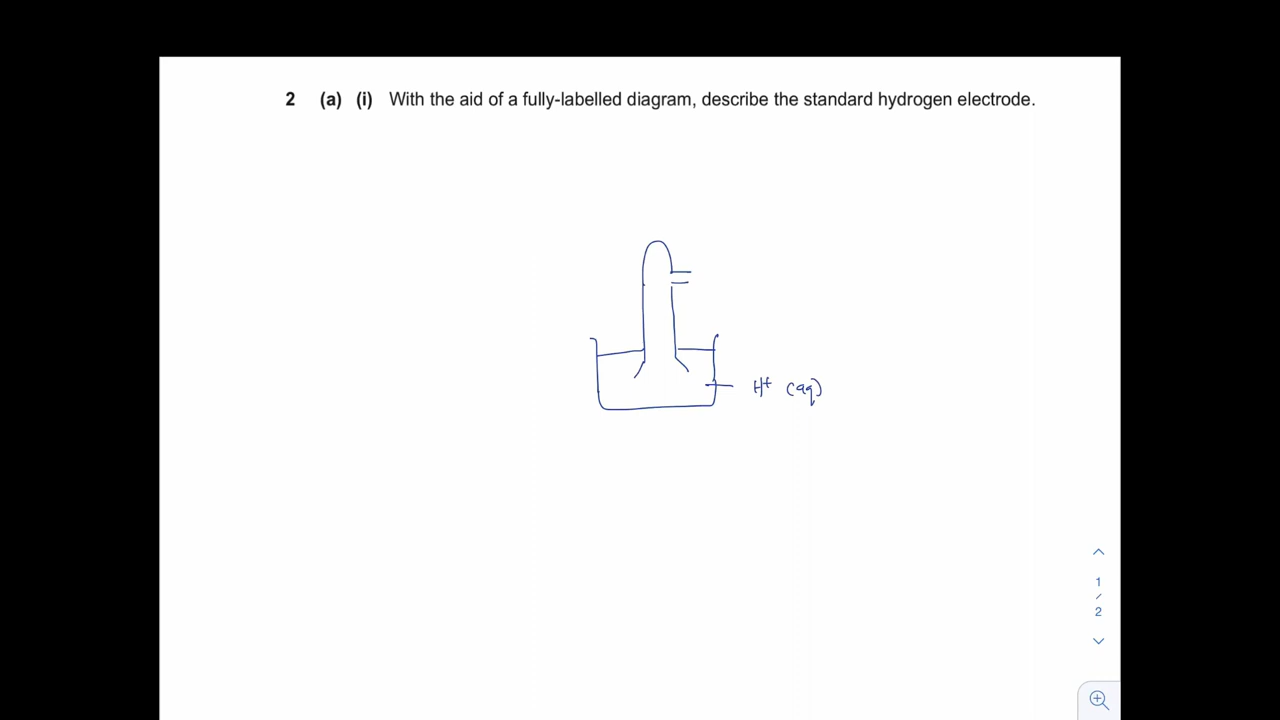 2 (a) (i) With the aid of a fully-labelled diagram, describe the standard hydrogen electrode.
H+ (aq)
1
/
2